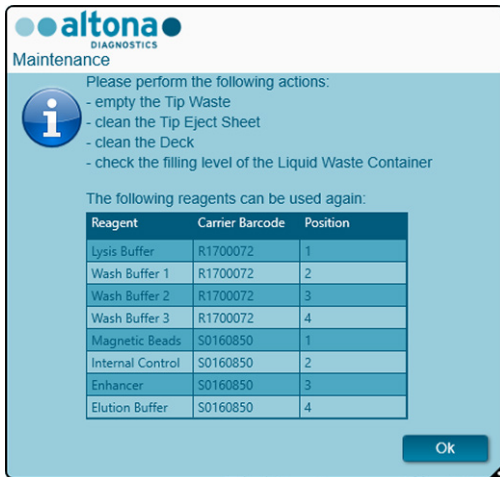 altona
DIAGNOSTICS
Maintenance
Please perform the following actions:
- empty the Tip Waste
- clean the Tip Eject Sheet
- clean the Deck
- check the filling level of the Liquid Waste Container
The following reagents can be used again:
Reagent Carrier Barcode Position
Lysis Buffer R1700072 1
Wash Buffer 1 R1700072 2
Wash Buffer 2 R1700072 3
Wash Buffer 3 R1700072 4
Magnetic Beads S0160850 1
Internal Control S0160850 2
Enhancer S0160850 3
Elution Buffer S0160850 4
Ok